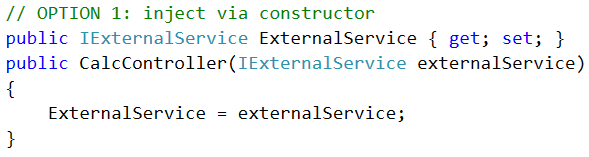 // OPTION 1: inject via constructor
public IExternalService ExternalService { get; set; }
public CalcController(IExternalService externalService)
{
    ExternalService = externalService;
}